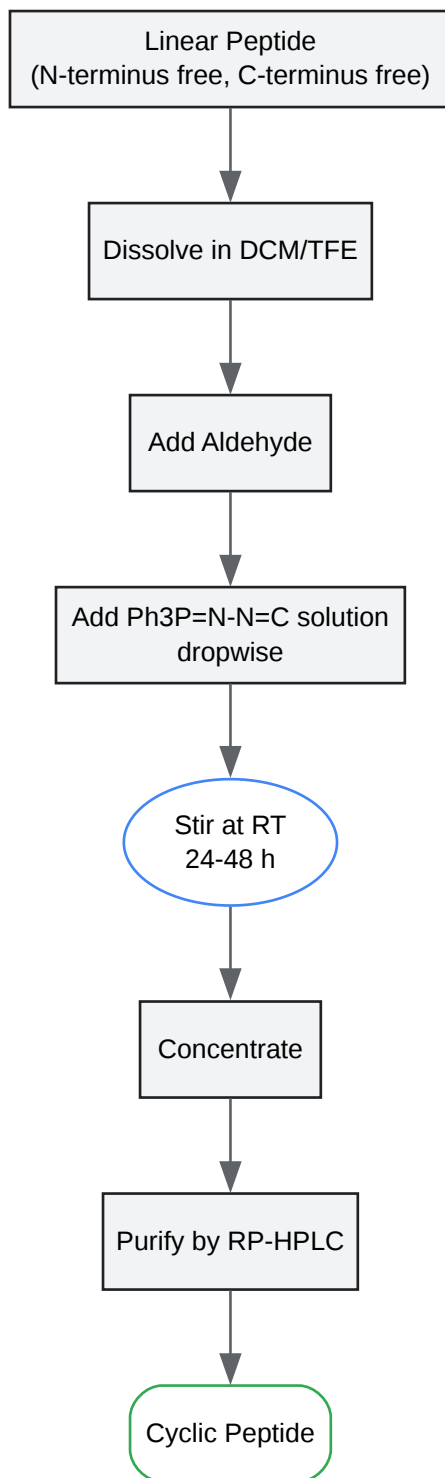 Linear Peptide
(N-terminus free, C-terminus free)
Dissolve in DCM/TFE
Add Aldehyde
Add Ph3P=N-N=C solution
dropwise
Stir at RT
24-48 h
Concentrate
Purify by RP-HPLC
Cyclic Peptide